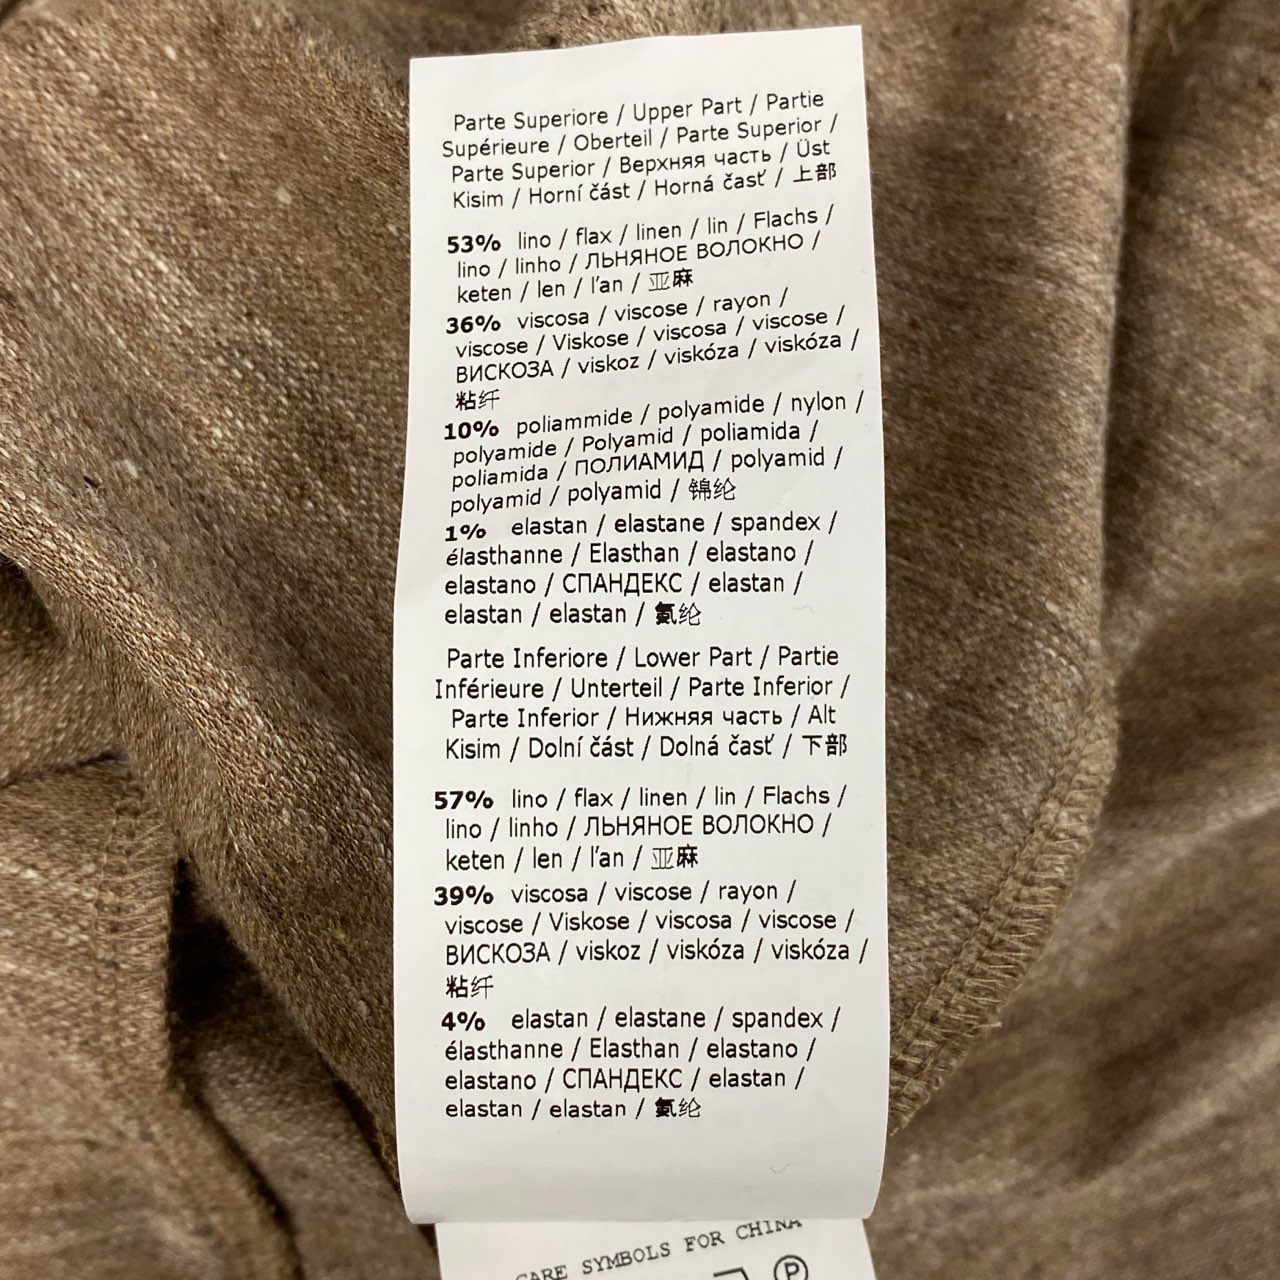 Parte Superiore / Upper Part / Partie
Supérieure / Oberteil / Parte Superior /
Parte Superior / Верхняя часть / Üst
Kisim / Horní část / Horná časť / 上部
53% lino / flax / linen / lin / Flachs /
lino / linho / ЛЬНЯНОЕ ВОЛОКНО /
keten / len / l'an / 亚麻
36% viscosa / viscose / rayon /
viscose / Viskose / viscosa / viscose /
ВИСКОЗА / viskoz / viskóza / viskóza /
粘纤
10% poliammide / polyamide / nylon /
polyamide / Polyamid / poliamida /
poliamida / ПОЛИАМИД / polyamid /
polyamid / polyamid / 锦纶
1% elastan / elastane / spandex /
élasthanne / Elasthan / elastano /
elastano / СПАНДЕКС / elastan /
elastan / elastan / 氨纶
Parte Inferiore / Lower Part / Partie
Inférieure / Unterteil / Parte Inferior /
Parte Inferior / Нижняя часть / Alt
Kisim / Dolní část / Dolná časť / 下部
57% lino / flax / linen / lin / Flachs /
lino / linho / ЛЬНЯНОЕ ВОЛОКНО /
keten / len / l'an / 亚麻
39% viscosa / viscose / rayon /
viscose / Viskose / viscosa / viscose /
ВИСКОЗА / viskoz / viskóza / viskóza /
粘纤
4% elastan / elastane / spandex /
élasthanne / Elasthan / elastano /
elastano / СПАНДЕКС / elastan /
elastan / elastan / 氨纶
CARE SYMBOLS FOR CHINA
P